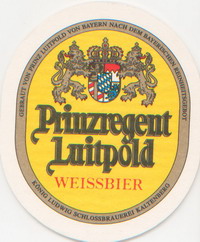 GEBRAUT VON PRINZ LUITPOLD VON BAYERN NACH DEM BAYERISCHEN REINHEITSGEBOT
Prinzregent
Luitpold
WEISSBIER
KÖNIG LUDWIG SCHLOSSBRAUEREI KALTENBERG